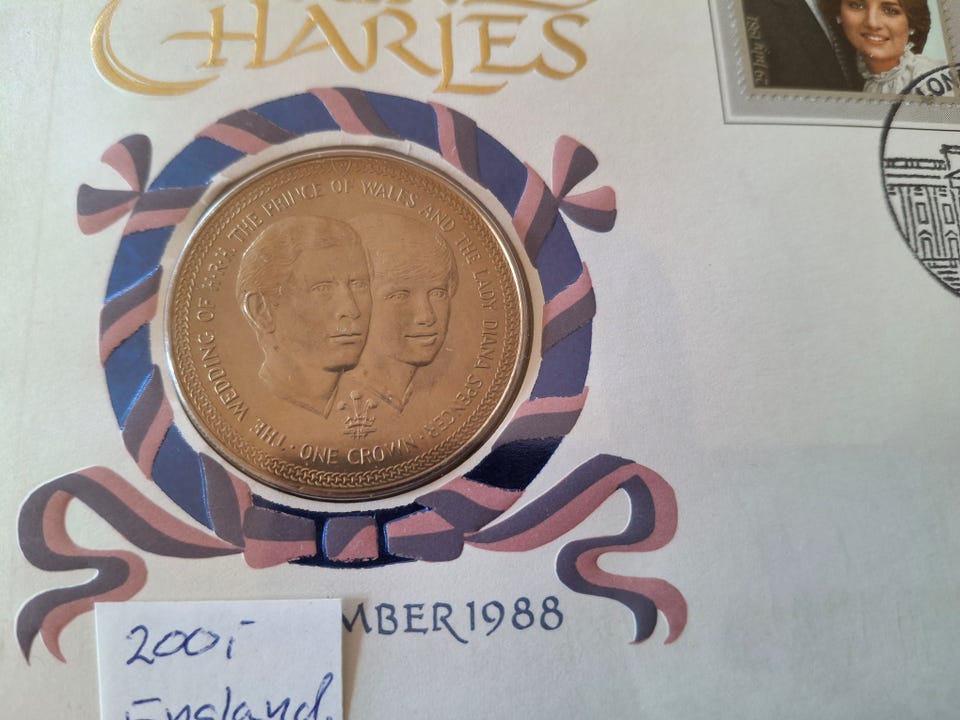 CHARLES
29 July 1981
LON
THE WEDDING OF H.R.H. THE PRINCE OF WALES AND THE LADY DIANA SPENCER
· ONE CROWN ·
MBER 1988
England